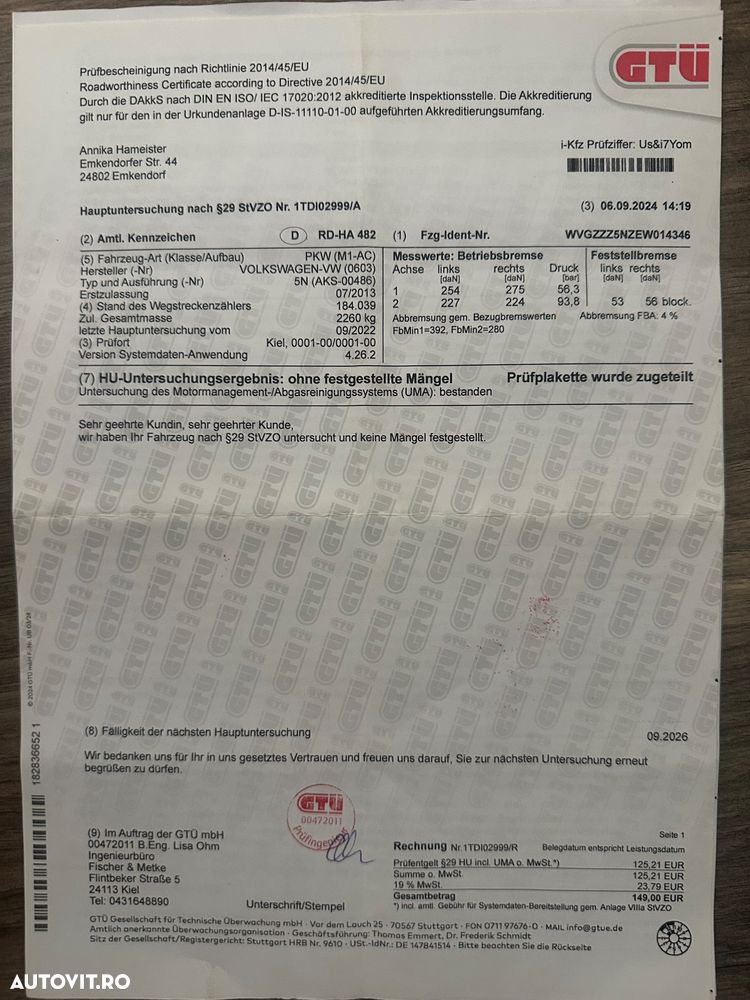 GTÜ
Prüfbescheinigung nach Richtlinie 2014/45/EU
Roadworthiness Certificate according to Directive 2014/45/EU
Durch die DAkkS nach DIN EN ISO/ IEC 17020:2012 akkreditierte Inspektionsstelle. Die Akkreditierung
gilt nur für den in der Urkundenanlage D-IS-11110-01-00 aufgeführten Akkreditierungsumfang.
i-Kfz Prüfziffer: Us&i7Yom
Annika Hameister
Emkendorfer Str. 44
24802 Emkendorf
Hauptuntersuchung nach §29 StVZO Nr. 1TDI02999/A (3) 06.09.2024 14:19
(2) Amtl. Kennzeichen D RD-HA 482 (1) Fzg-Ident-Nr. WVGZZZ5NZEW014346
(5) Fahrzeug-Art (Klasse/Aufbau) PKW (M1-AC)
Hersteller (-Nr) VOLKSWAGEN-VW (0603)
Typ und Ausführung (-Nr) 5N (AKS-00486)
Erstzulassung 07/2013
(4) Stand des Wegstreckenzählers 184.039
Zul. Gesamtmasse 2260 kg
letzte Hauptuntersuchung vom 09/2022
(3) Prüfort Kiel, 0001-00/0001-00
Version Systemdaten-Anwendung 4.26.2
Messwerte: Betriebsbremse Feststellbremse
Achse links rechts Druck links rechts
[daN] [daN] [bar] [daN] [daN]
1 254 275 56,3
2 227 224 93,8 53 56 block.
Abbremsung gem. Bezugbremswerten Abbremsung FBA: 4 %
FbMin1=392, FbMin2=280
(7) HU-Untersuchungsergebnis: ohne festgestellte Mängel Prüfplakette wurde zugeteilt
Untersuchung des Motormanagement-/Abgasreinigungssystems (UMA): bestanden
Sehr geehrte Kundin, sehr geehrter Kunde,
wir haben Ihr Fahrzeug nach §29 StVZO untersucht und keine Mängel festgestellt.
(8) Fälligkeit der nächsten Hauptuntersuchung 09.2026
Wir bedanken uns für Ihr in uns gesetztes Vertrauen und freuen uns darauf, Sie zur nächsten Untersuchung erneut
begrüßen zu dürfen.
182836652 1
GTÜ
00472011
Prüfingenieur
(9) Im Auftrag der GTÜ mbH
00472011 B.Eng. Lisa Ohm
Ingenieurbüro
Fischer & Metke
Flintbeker Straße 5
24113 Kiel
Tel: 0431648890
Unterschrift/Stempel
Seite 1
Rechnung Nr.1TDI02999/R Belegdatum entspricht Leistungsdatum
Prüfentgelt §29 HU incl. UMA o. MwSt.*) 125,21 EUR
Summe o. MwSt. 125,21 EUR
19 % MwSt. 23,79 EUR
Gesamtbetrag 149,00 EUR
*) incl. amtl. Gebühr für Systemdaten-Bereitstellung gem. Anlage VIIIa StVZO
GTÜ Gesellschaft für Technische Überwachung mbH · Vor dem Lauch 25 · 70567 Stuttgart · FON 0711 97676-0 · MAIL info@gtue.de
Amtlich anerkannte Überwachungsorganisation · Geschäftsführung: Thomas Emmert, Dr. Frederik Schmidt
Sitz der Gesellschaft/Registergericht: Stuttgart HRB Nr. 9610 · USt.-IdNr.: DE 147841514 · Bitte beachten Sie die Rückseite
AUTOVIT.RO